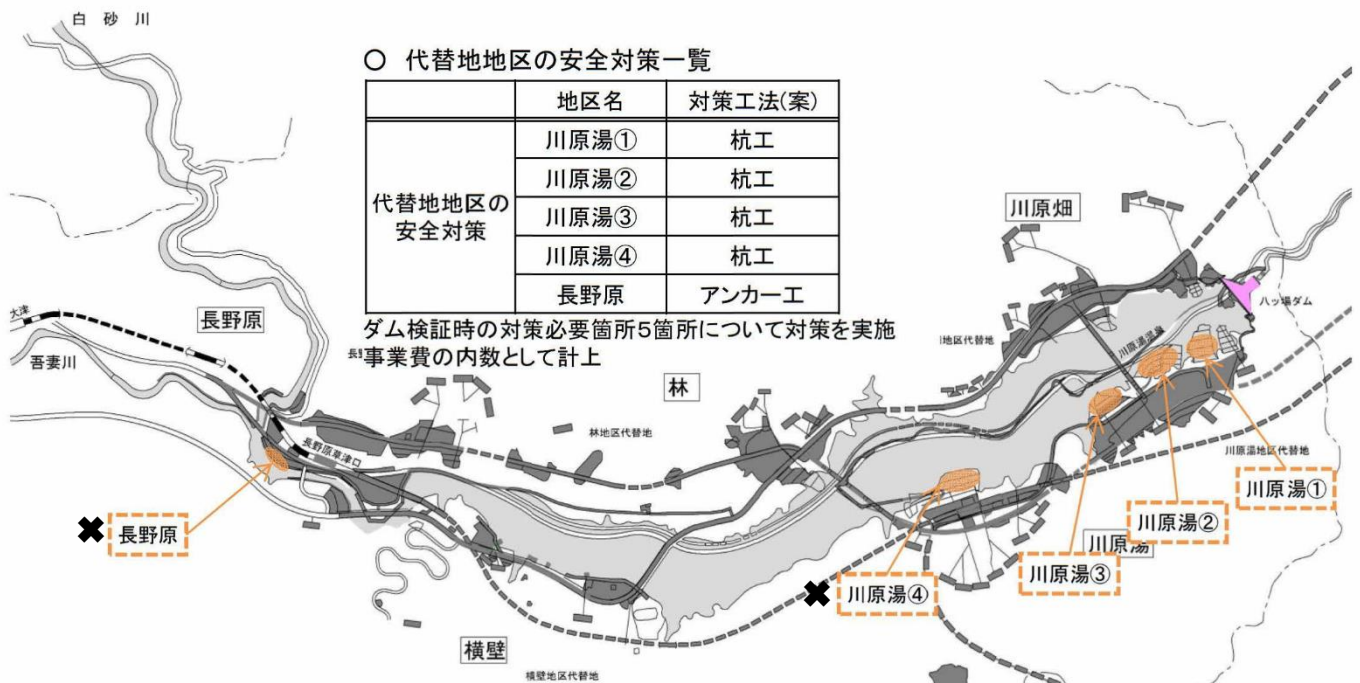 白砂川
○ 代替地地区の安全対策一覧
地区名 対策工法(案)
代替地地区の
安全対策
川原湯① 杭工
川原湯② 杭工
川原湯③ 杭工
川原湯④ 杭工
長野原 アンカー工
ダム検証時の対策必要箇所5箇所について対策を実施
事業費の内数として計上
川原畑
八ッ場ダム
大津
長野原
地区代替地
川原湯温泉
吾妻川
林
林地区代替地
長野原草津口
川原湯地区代替地
川原湯①
川原湯②
川原湯
川原湯③
川原湯④
長野原
横壁
横壁地区代替地